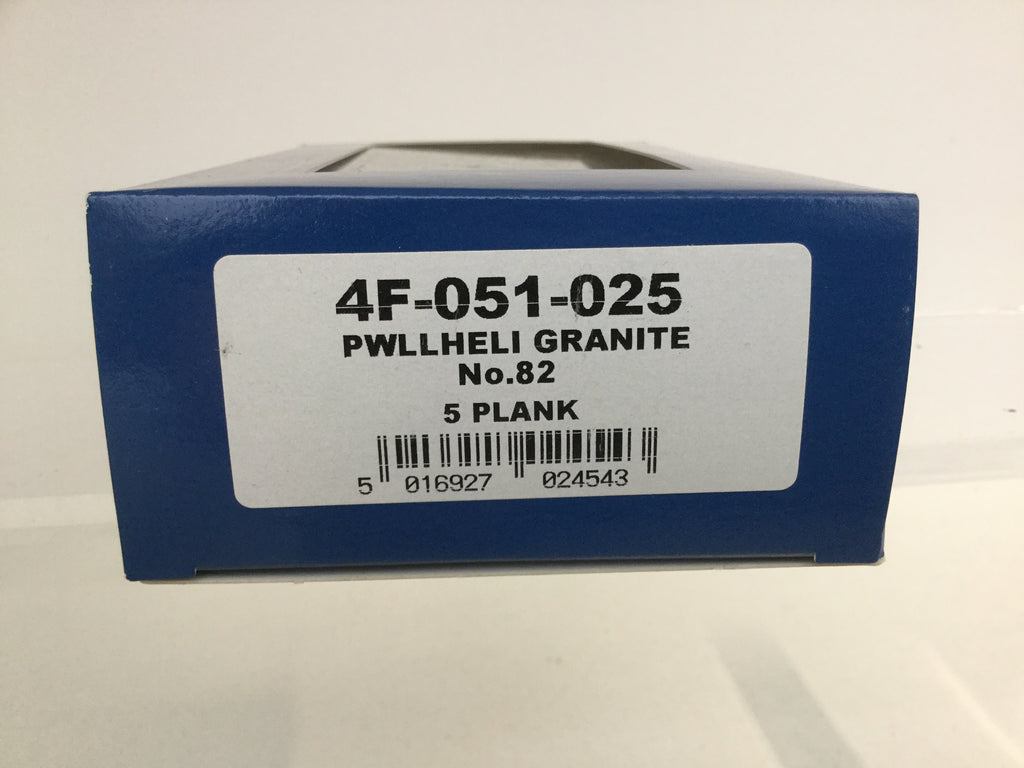 4F-051-025
PWLLHELI GRANITE
No.82
5 PLANK
5 016927 024543